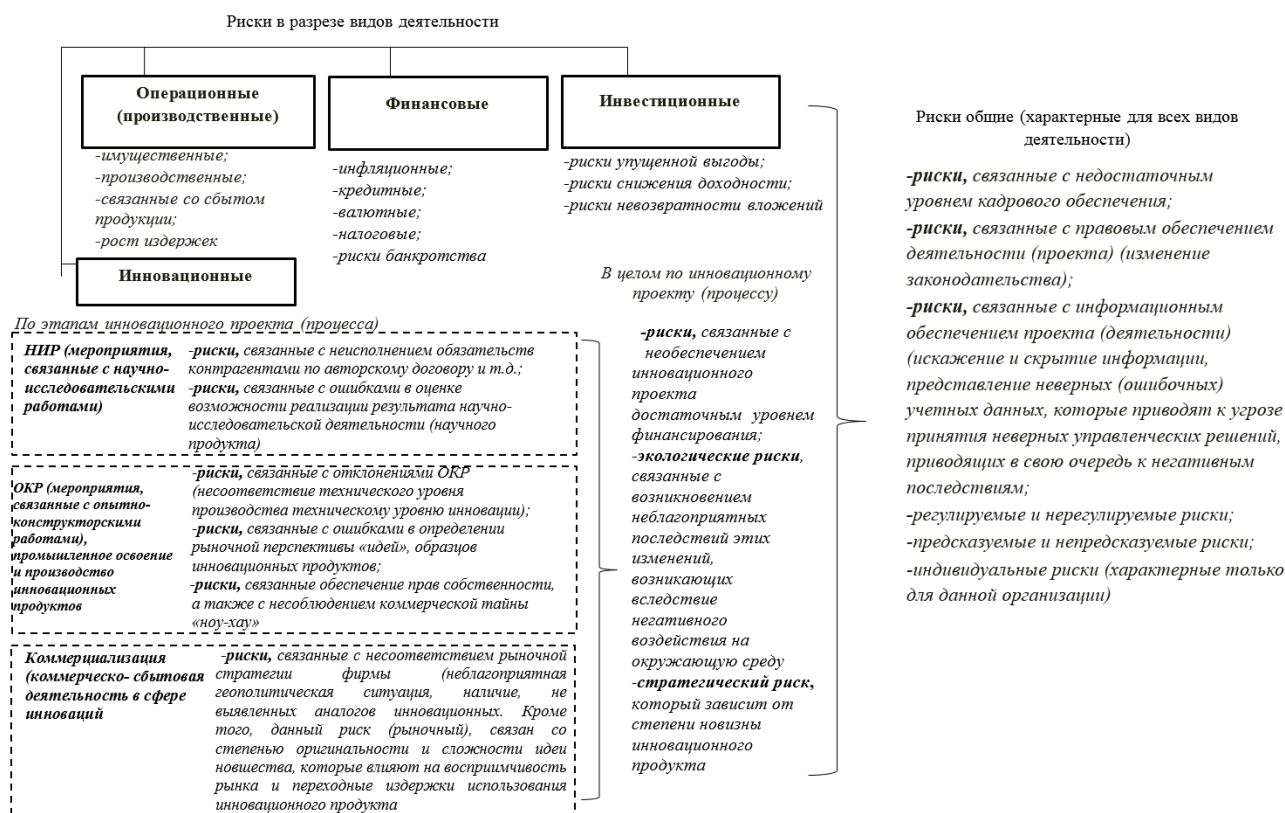 Риски в разрезе видов деятельности
Операционные
(производственные)
-имущественные;
-производственные;
-связанные со сбытом
продукции;
-рост издержек
Финансовые
-инфляционные;
-кредитные;
-валютные;
-налоговые;
-риски банкротства
Инвестиционные
-риски упущенной выгоды;
-риски снижения доходности;
-риски невозвратности вложений
Инновационные
По этапам инновационного проекта (процесса)
НИР (мероприятия,
связанные с научно-
исследовательскими
работами)
-риски, связанные с неисполнением обязательств
контрагентами по авторскому договору и т.д.;
-риски, связанные с ошибками в оценке
возможности реализации результата научно-
исследовательской деятельности (научного
продукта)
ОКР (мероприятия,
связанные с опытно-
конструкторскими
работами),
промышленное освоение
и производство
инновационных
продуктов
-риски, связанные с отклонениями ОКР
(несоответствие технического уровня
производства техническому уровню инновации);
-риски, связанные с ошибками в определении
рыночной перспективы «идей», образцов
инновационных продуктов;
-риски, связанные обеспечение прав собственности,
а также с несоблюдением коммерческой тайны
«ноу-хау»
Коммерциализация
(коммерческо- сбытовая
деятельность в сфере
инноваций
-риски, связанные с несоответствием рыночной
стратегии фирмы (неблагоприятная
геополитическая ситуация, наличие, не
выявленных аналогов инновационных. Кроме
того, данный риск (рыночный), связан со
степенью оригинальности и сложности идеи
новшества, которые влияют на восприимчивость
рынка и переходные издержки использования
инновационного продукта
В целом по инновационному
проекту (процессу)
-риски, связанные с
необеспечением
инновационного
проекта
достаточным уровнем
финансирования;
-экологические риски,
связанные с
возникновением
неблагоприятных
последствий этих
изменений,
возникающих
вследствие
негативного
воздействия на
окружающую среду
-стратегический риск,
который зависит от
степени новизны
инновационного
продукта
Риски общие (характерные для всех видов
деятельности)
-риски, связанные с недостаточным
уровнем кадрового обеспечения;
-риски, связанные с правовым обеспечением
деятельности (проекта) (изменение
законодательства);
-риски, связанные с информационным
обеспечением проекта (деятельности)
(искажение и скрытие информации,
представление неверных (ошибочных)
учетных данных, которые приводят к угрозе
принятия неверных управленческих решений,
приводящих в свою очередь к негативным
последствиям;
-регулируемые и нерегулируемые риски;
-предсказуемые и непредсказуемые риски;
-индивидуальные риски (характерные только
для данной организации)